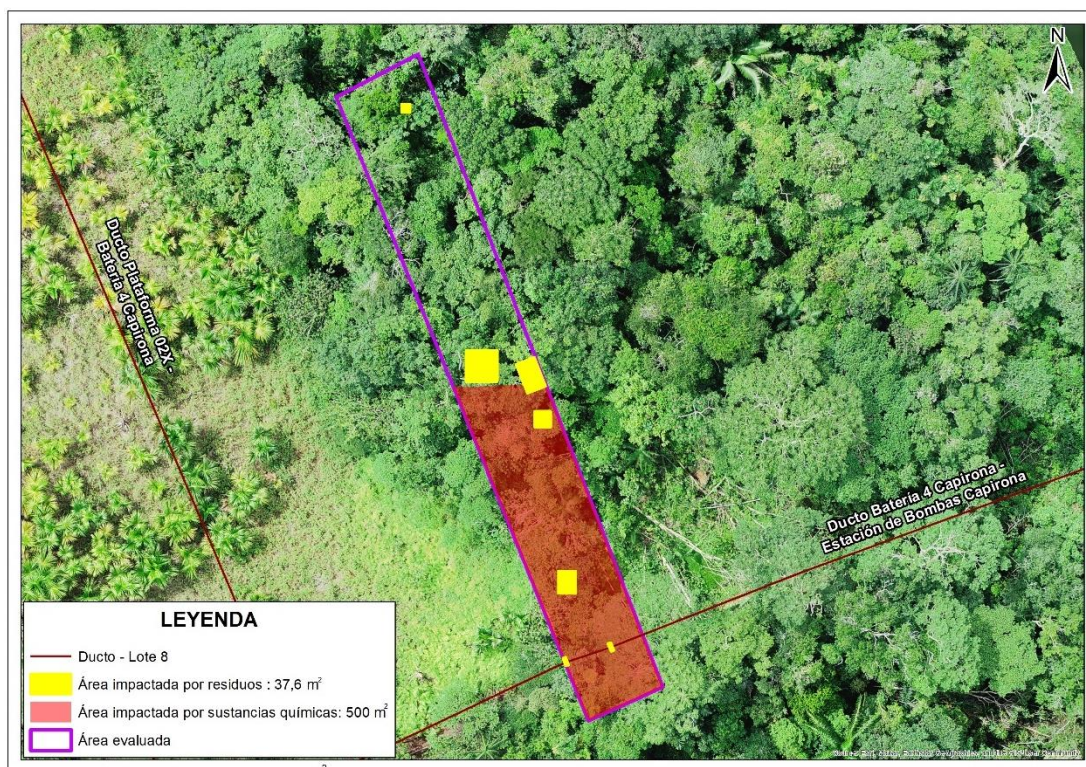 N
Ducto Plataforma 02X -
Batería 4 Capirona
Ducto Batería 4 Capirona -
Estación de Bombas Capirona
LEYENDA
Ducto - Lote 8
Área impactada por residuos : 37,6 m²
Área impactada por sustancias químicas: 500 m²
Área evaluada